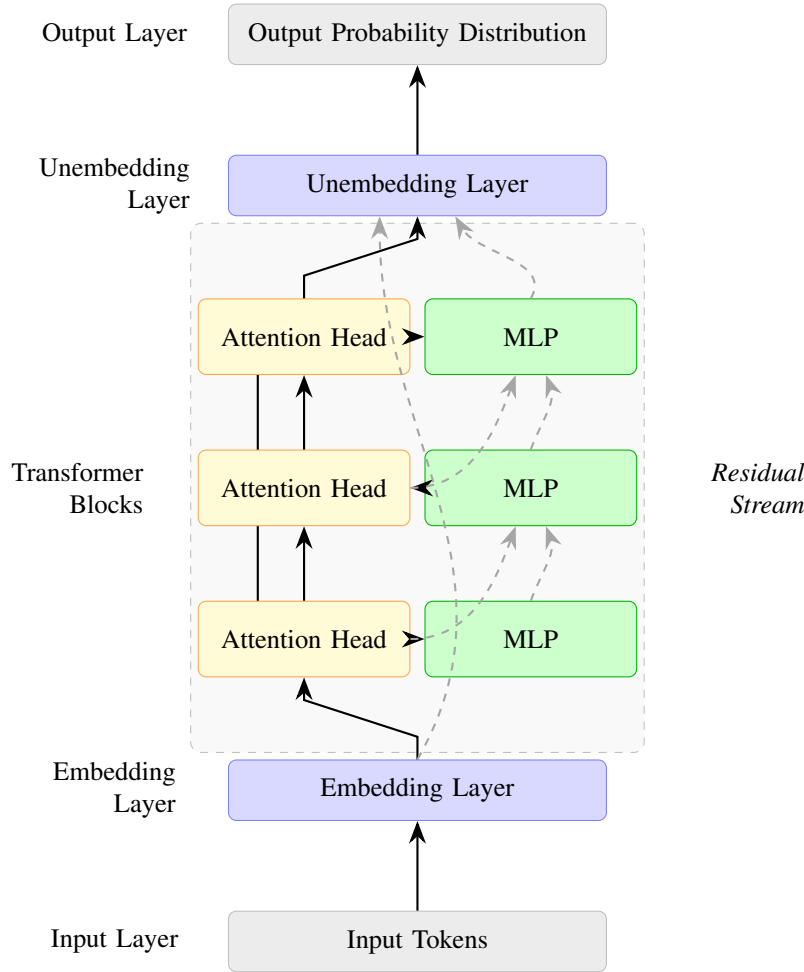 Output Layer
Output Probability Distribution
Unembedding
Layer
Unembedding Layer
Attention Head
MLP
Transformer
Blocks
Attention Head
MLP
Residual
Stream
Attention Head
MLP
Embedding
Layer
Embedding Layer
Input Layer
Input Tokens